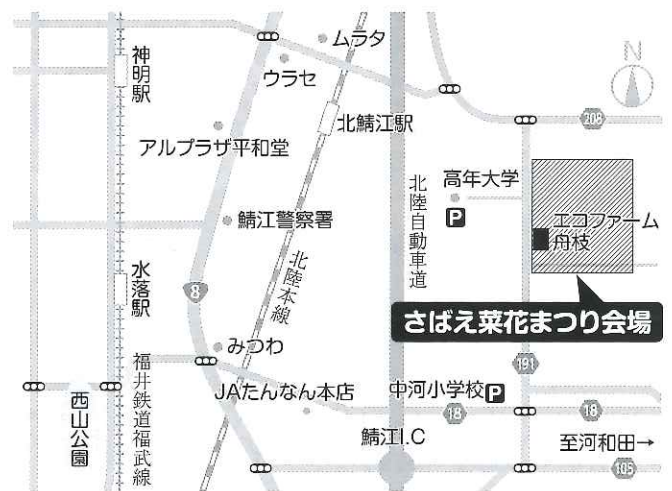 ムラタ
N
神明駅
ウラセ
北鯖江駅
208
アルプラザ平和堂
高年大学
P
北陸自動車道
エコファーム
舟枝
鯖江警察署
北陸本線
水落駅
8
さばえ菜花まつり会場
みつわ
191
福井鉄道福武線
JAたんなん本店
中河小学校P
18
18
西山公園
鯖江I.C
至河和田→
105